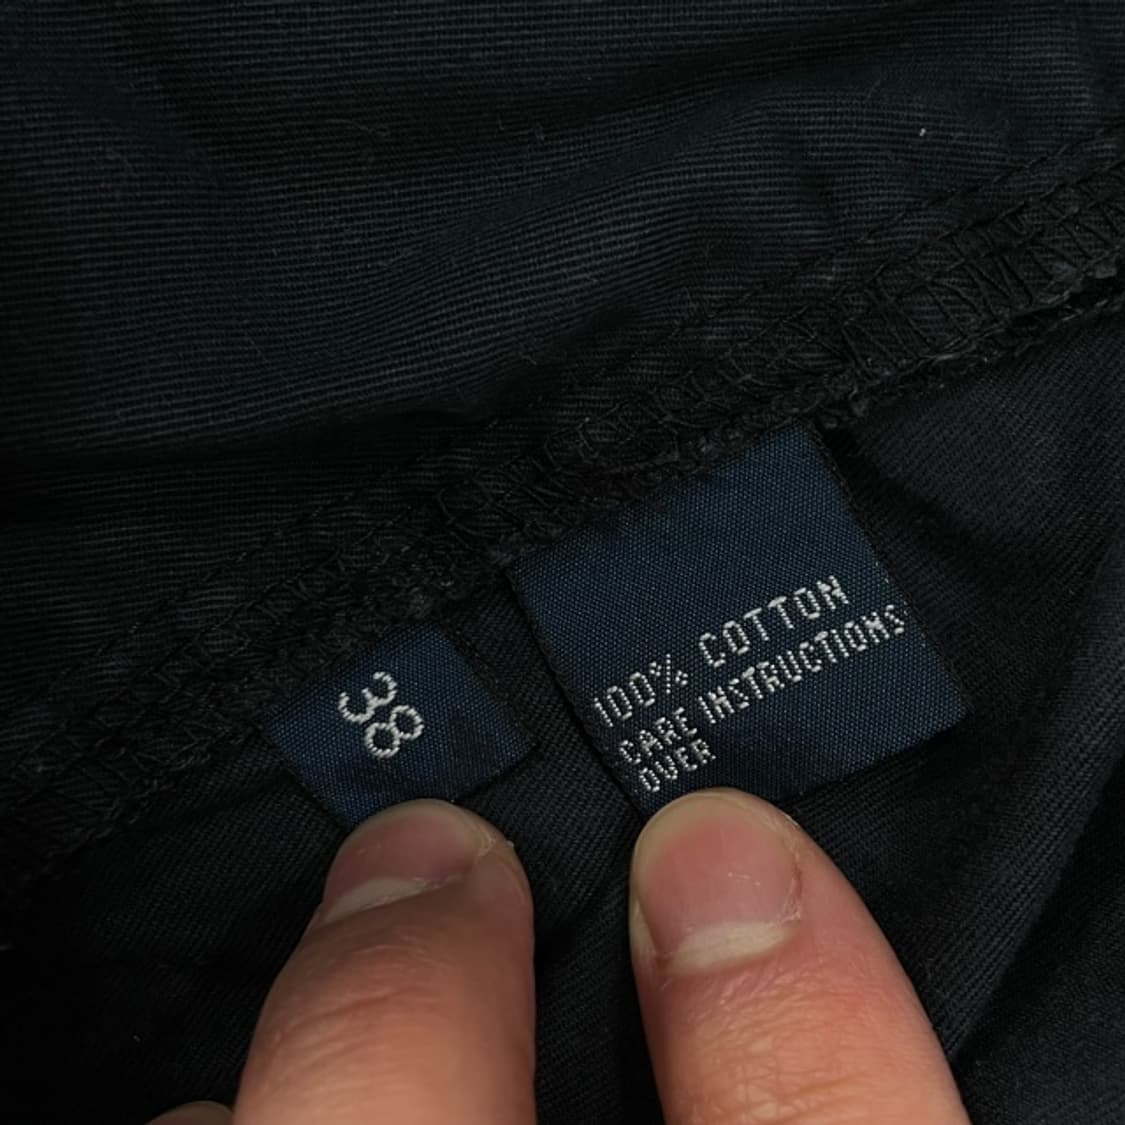 38
100% COTTON
CARE INSTRUCTIONS
OVER